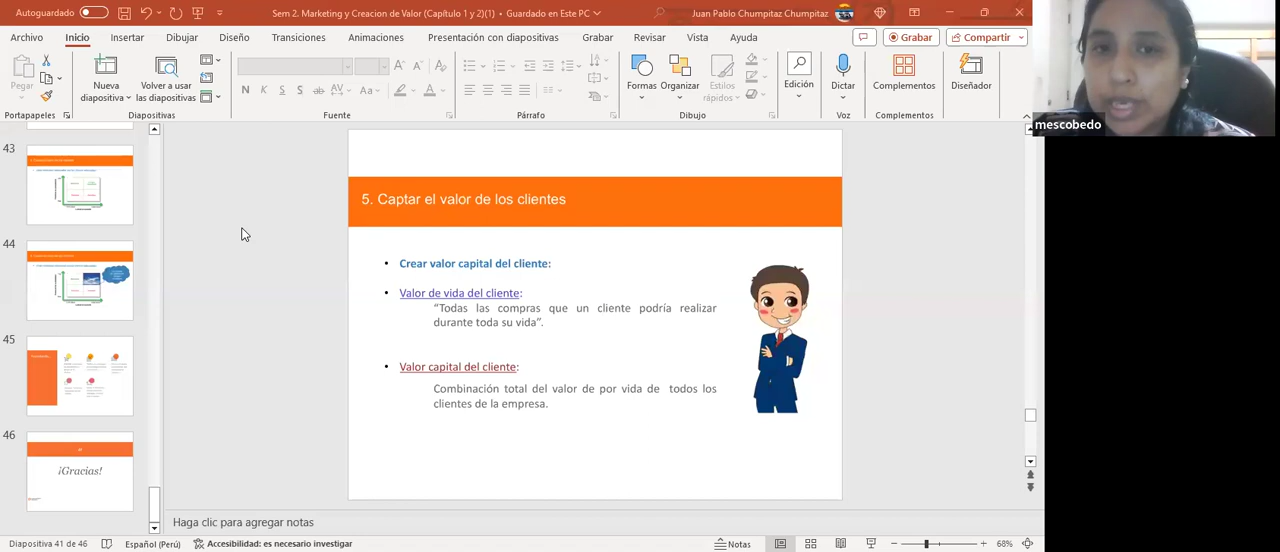 Autoguardado
Sem 2. Marketing y Creacion de Valor (Capítulo 1 y 2)(1) • Guardado en Este PC
Juan Pablo Chumpitaz Chumpitaz
Archivo Inicio Insertar Dibujar Diseño Transiciones Animaciones Presentación con diapositivas Grabar Revisar Vista Ayuda
Grabar
Compartir
Pegar
Nueva diapositiva
Volver a usar las diapositivas
N K S ab AV Aa A
Formas
Organizar
Estilos rápidos
Edición
Dictar
Complementos
Diseñador
Portapapeles
Diapositivas
Fuente
Párrafo
Dibujo
Voz
Complementos
mescobedo
43
44
45
46
¡Gracias!
5. Captar el valor de los clientes
• Crear valor capital del cliente:
• Valor de vida del cliente:
“Todas las compras que un cliente podría realizar
durante toda su vida”.
• Valor capital del cliente:
Combinación total del valor de por vida de todos los
clientes de la empresa.
Haga clic para agregar notas
Diapositiva 41 de 46
Español (Perú)
Accesibilidad: es necesario investigar
Notas
68%